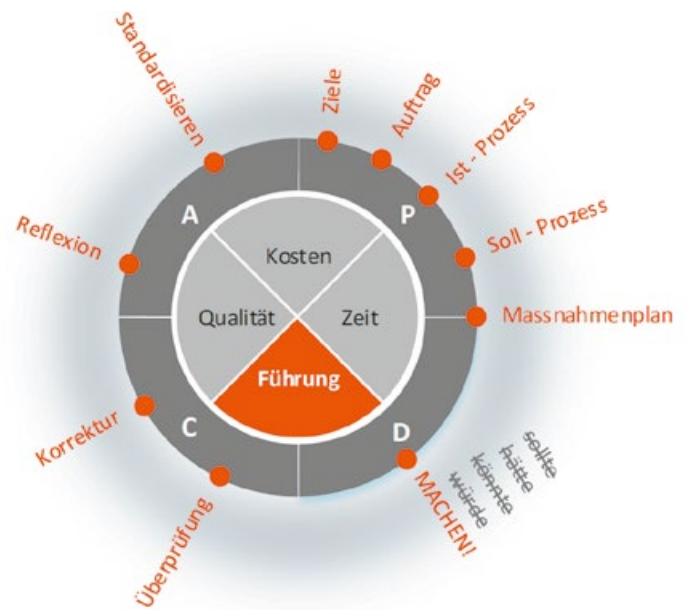 Standardisieren
Ziele
Auftrag
Ist - Prozess
Soll - Prozess
Massnahmenplan
A
P
Reflexion
Kosten
Qualität
Zeit
Führung
Korrektur
C
D
Überprüfung
MACHEN!
würde
könnte
hätte
sollte